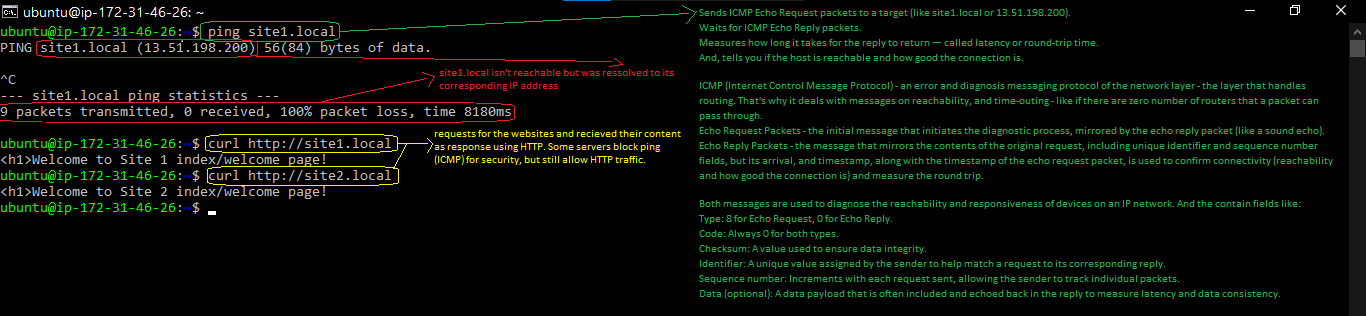 ubuntu@ip-172-31-46-26: ~
ubuntu@ip-172-31-46-26:~$ ping site1.local
PING site1.local (13.51.198.200) 56(84) bytes of data.
^C
--- site1.local ping statistics ---
9 packets transmitted, 0 received, 100% packet loss, time 8180ms
ubuntu@ip-172-31-46-26:~$ curl http://site1.local
<h1>Welcome to Site 1 index/welcome page!
ubuntu@ip-172-31-46-26:~$ curl http://site2.local
<h1>Welcome to Site 2 index/welcome page!
ubuntu@ip-172-31-46-26:~$
site1.local isn't reachable but was ressolved to its
corresponding IP address
requests for the websites and recieved their content
as response using HTTP. Some servers block ping
(ICMP) for security, but still allow HTTP traffic.
Sends ICMP Echo Request packets to a target (like site1.local or 13.51.198.200).
Waits for ICMP Echo Reply packets.
Measures how long it takes for the reply to return — called latency or round-trip time.
And, tells you if the host is reachable and how good the connection is.
ICMP (Internet Control Message Protocol) - an error and diagnosis messaging protocol of the network layer - the layer that handles
routing. That's why it deals with messages on reachability, and time-outing - like if there are zero number of routers that a packet can
pass through.
Echo Request Packets - the initial message that initiates the diagnostic process, mirrored by the echo reply packet (like a sound echo).
Echo Reply Packets - the message that mirrors the contents of the original request, including unique identifier and sequence number
fields, but its arrival, and timestamp, along with the timestamp of the echo request packet, is used to confirm connectivity (reachability
and how good the connection is) and measure the round trip.
Both messages are used to diagnose the reachability and responsiveness of devices on an IP network. And the contain fields like:
Type: 8 for Echo Request, 0 for Echo Reply.
Code: Always 0 for both types.
Checksum: A value used to ensure data integrity.
Identifier: A unique value assigned by the sender to help match a request to its corresponding reply.
Sequence number: Increments with each request sent, allowing the sender to track individual packets.
Data (optional): A data payload that is often included and echoed back in the reply to measure latency and data consistency.